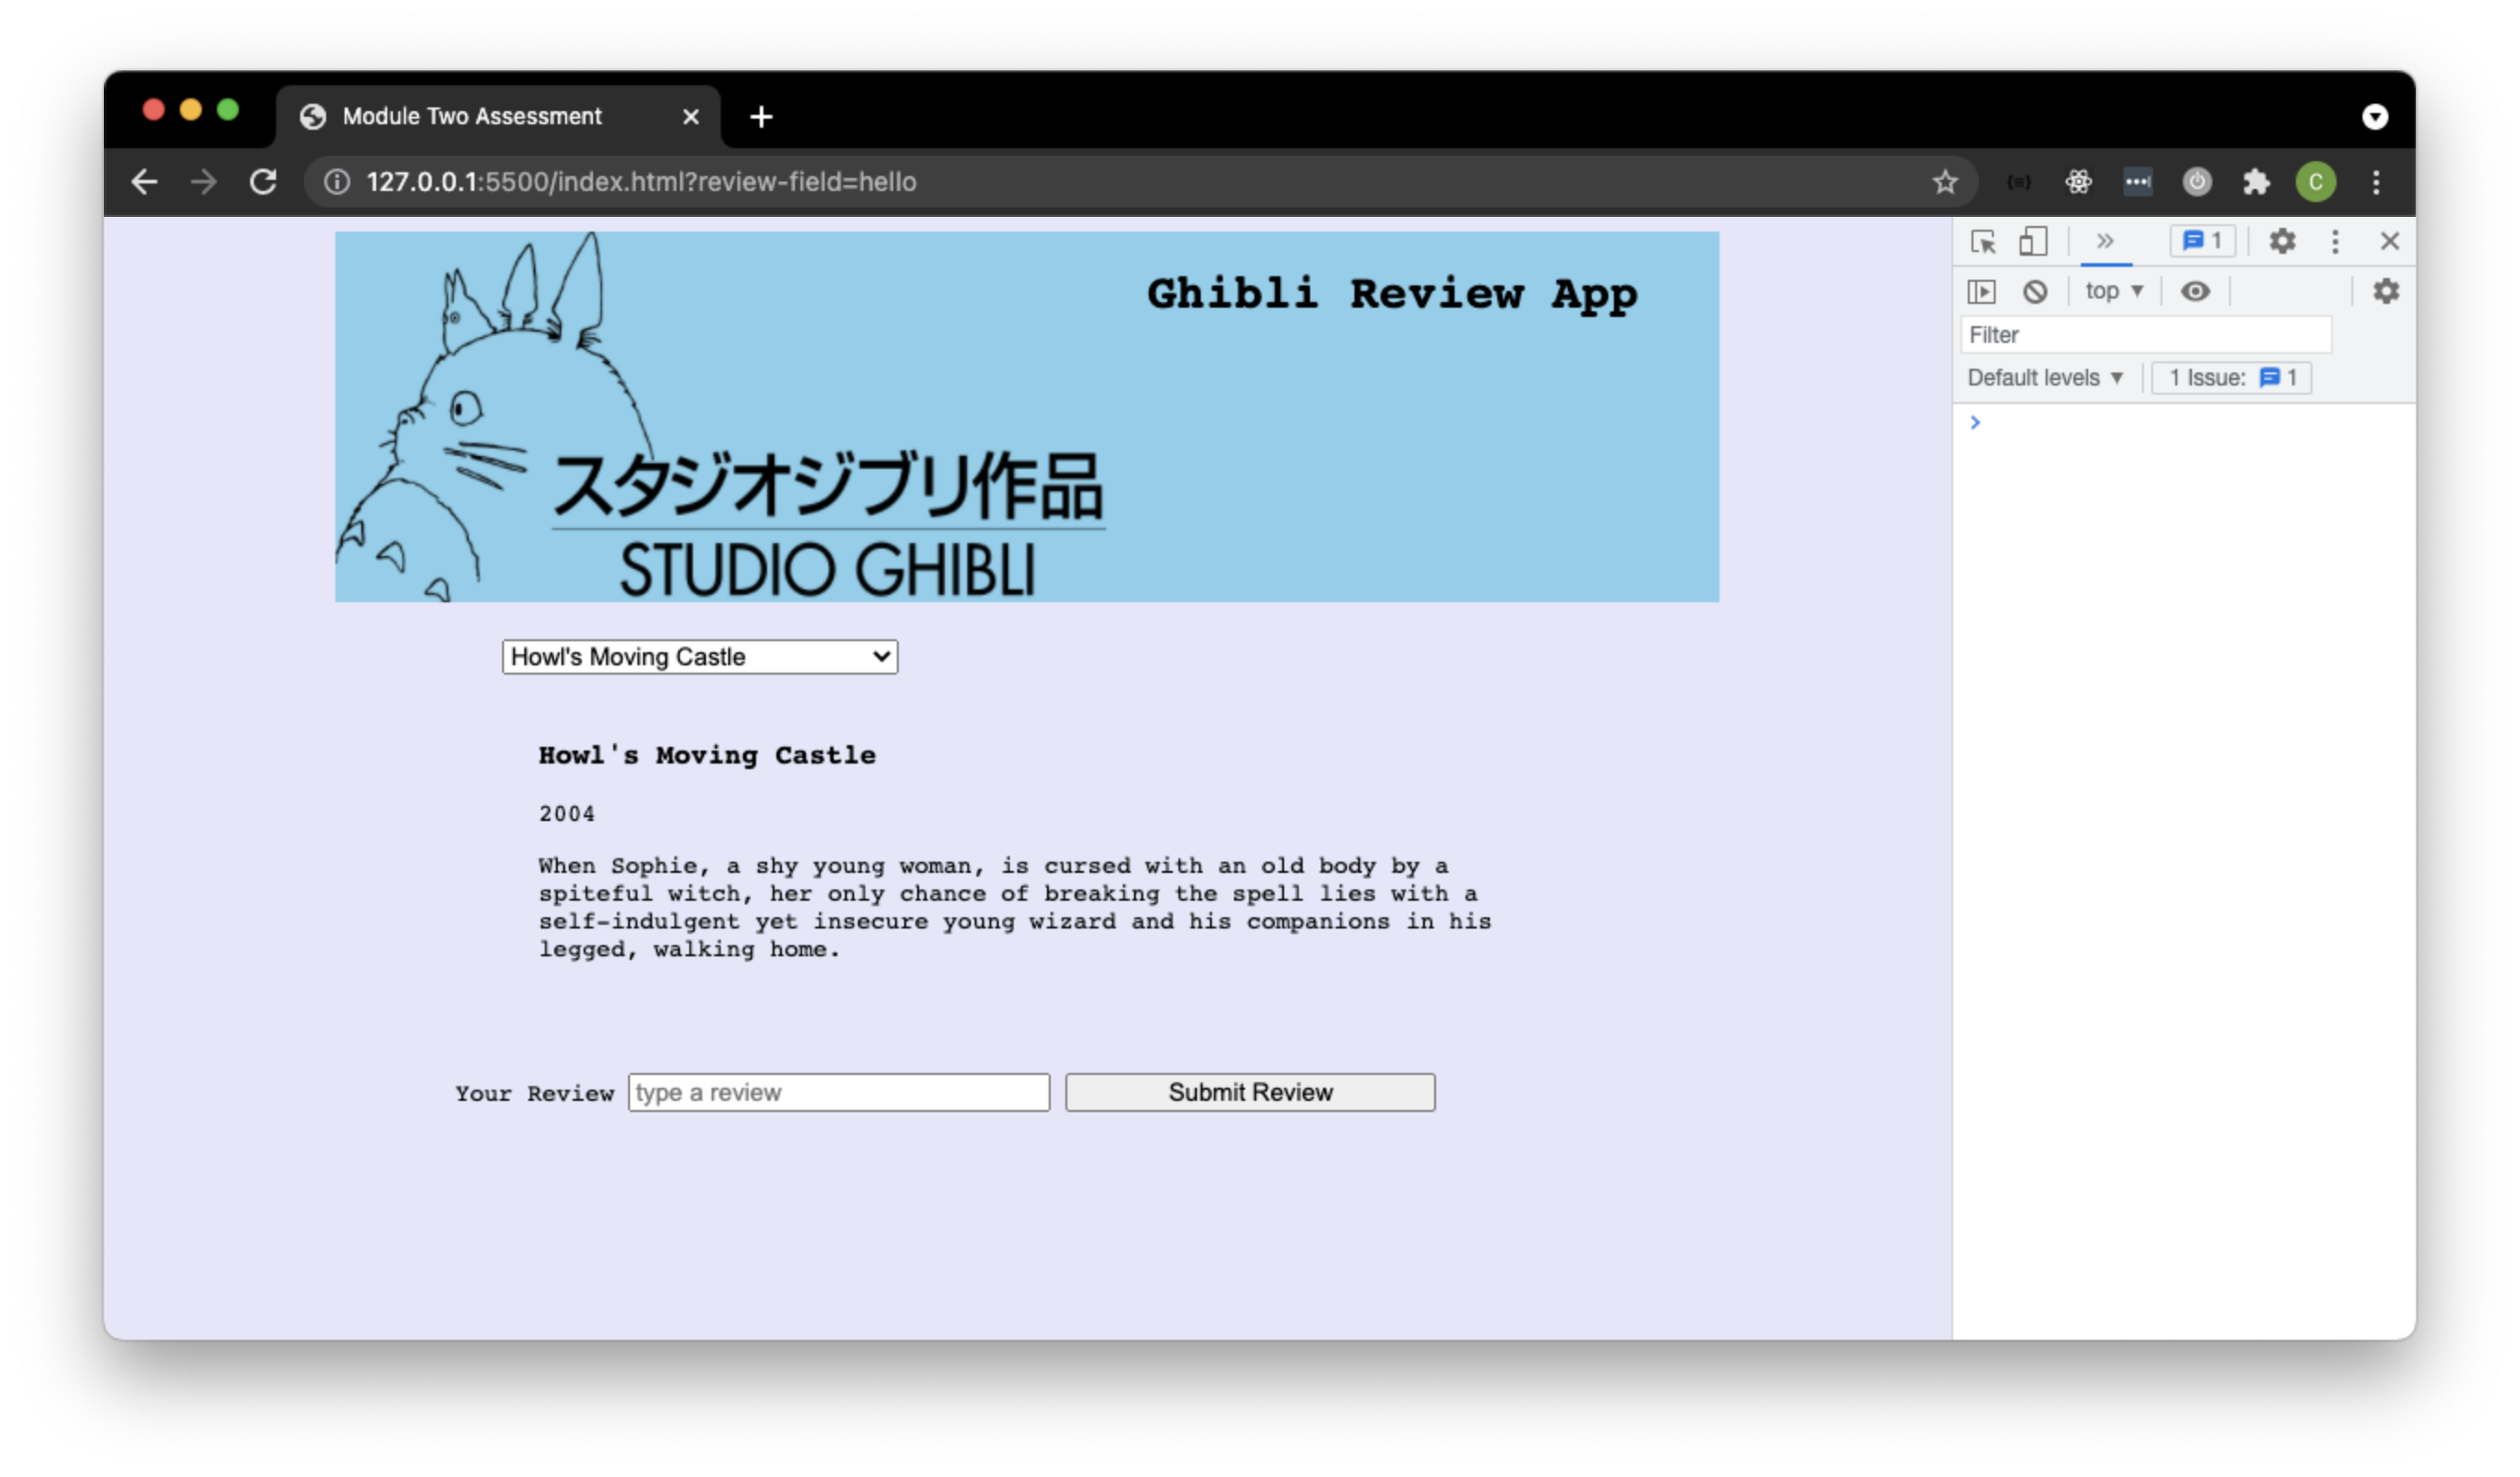 Module Two Assessment
127.0.0.1:5500/index.html?review-field=hello
C
1
top
Filter
Default levels
1 Issue: 1
Ghibli Review App
スタジオジブリ作品
STUDIO GHIBLI
Howl's Moving Castle
Howl's Moving Castle
2004
When Sophie, a shy young woman, is cursed with an old body by a
spiteful witch, her only chance of breaking the spell lies with a
self-indulgent yet insecure young wizard and his companions in his
legged, walking home.
Your Review type a review Submit Review